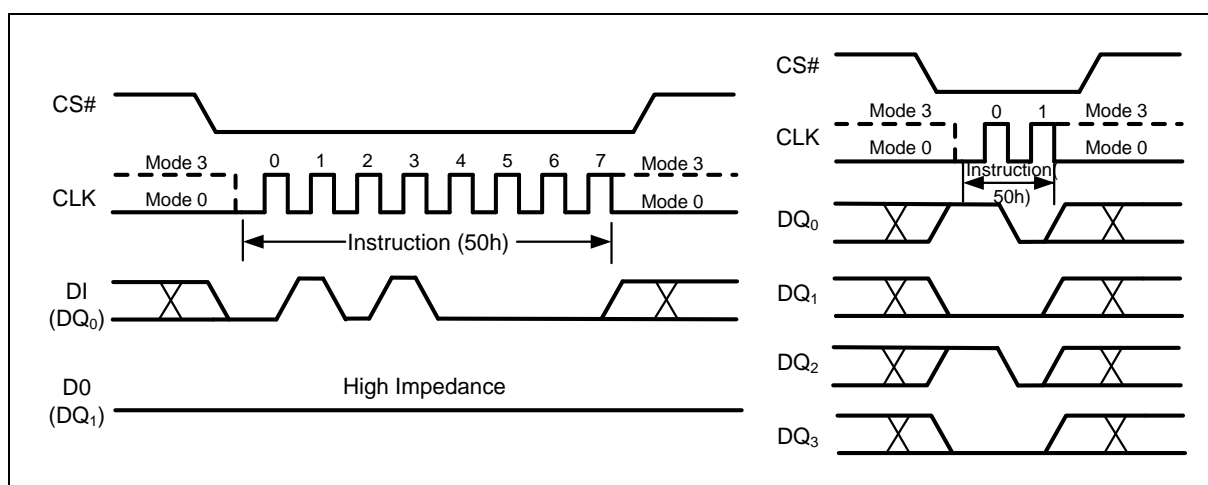 CS#
Mode 3
0 1 2 3 4 5 6 7
Mode 3
CLK
Mode 0
Mode 0
Instruction (50h)
DI
(DQ0)
D0
(DQ1)
High Impedance
CS#
Mode 3
0 1
Mode 3
CLK
Mode 0
Mode 0
Instruction(
50h)
DQ0
DQ1
DQ2
DQ3